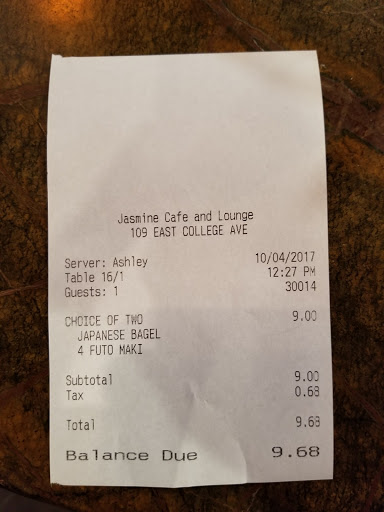 Jasmine Cafe and Lounge
109 EAST COLLEGE AVE
Server: Ashley 10/04/2017
Table 16/1 12:27 PM
Guests: 1 30014
CHOICE OF TWO 9.00
JAPANESE BAGEL
4 FUTO MAKI
Subtotal 9.00
Tax 0.68
Total 9.68
Balance Due 9.68